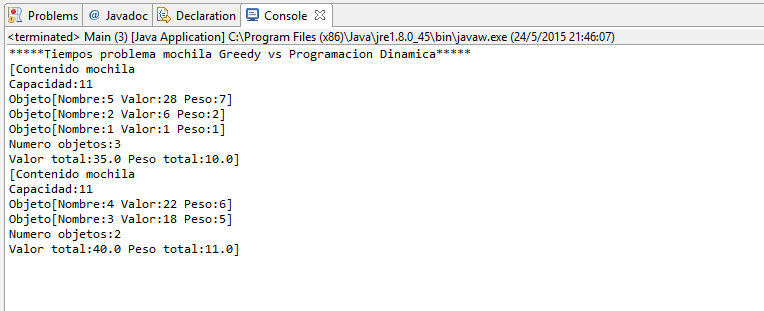 Problems @ Javadoc Declaration Console
<terminated> Main (3) [Java Application] C:\Program Files (x86)\Java\jre1.8.0_45\bin\javaw.exe (24/5/2015 21:46:07)
*****Tiempos problema mochila Greedy vs Programacion Dinamica*****
[Contenido mochila
Capacidad:11
Objeto[Nombre:5 Valor:28 Peso:7]
Objeto[Nombre:2 Valor:6 Peso:2]
Objeto[Nombre:1 Valor:1 Peso:1]
Numero objetos:3
Valor total:35.0 Peso total:10.0]
[Contenido mochila
Capacidad:11
Objeto[Nombre:4 Valor:22 Peso:6]
Objeto[Nombre:3 Valor:18 Peso:5]
Numero objetos:2
Valor total:40.0 Peso total:11.0]